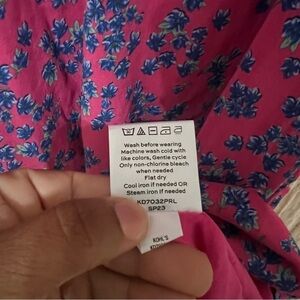 Wash before wearing
Machine wash cold with
like colors, Gentle cycle
Only non-chlorine bleach
when needed
Flat dry
Cool iron if needed OR
Steam iron if needed
KD7032PRL
SP23
KOHL'S